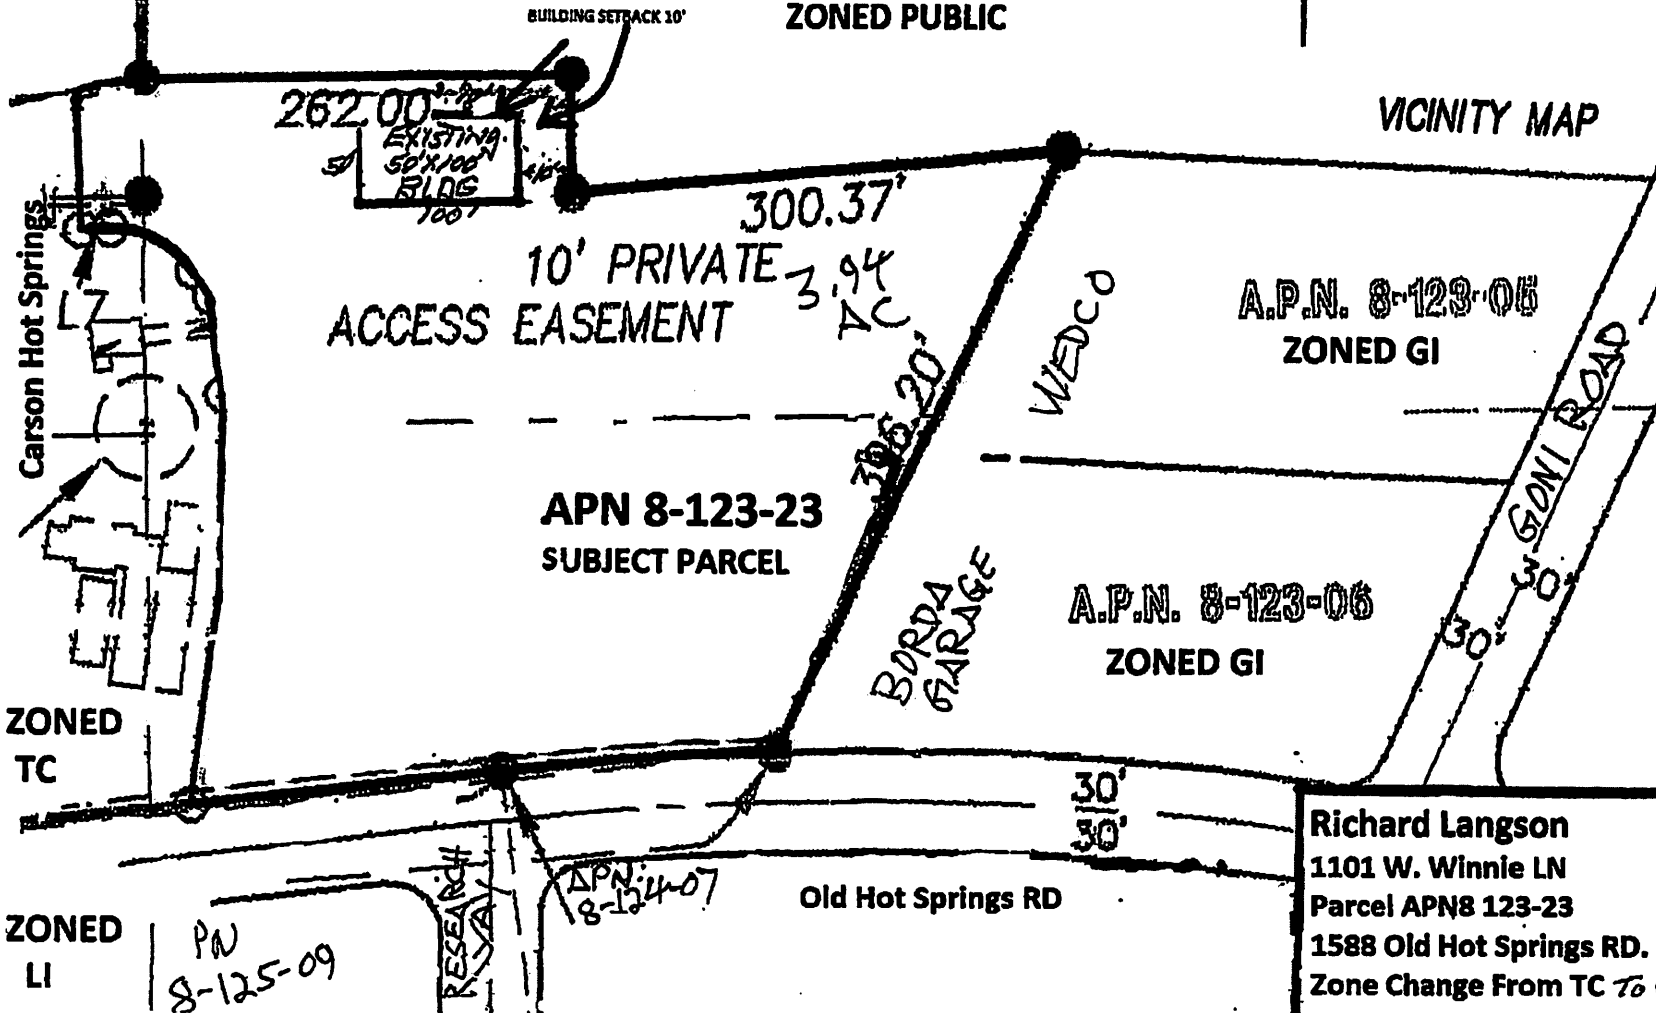 BUILDING SETBACK 10'
ZONED PUBLIC
262.00
EXISTING
50'X100'
BLDG
50'
100'
VICINITY MAP
300.37'
10' PRIVATE
ACCESS EASEMENT
3.94
AC
Carson Hot Springs
LZ
WEDCO
A.P.N. 8-123-05
ZONED GI
GONI ROAD
30'
30'
APN 8-123-23
SUBJECT PARCEL
BORDA
GARAGE
A.P.N. 8-123-06
ZONED GI
ZONED
TC
30'
30'
RESEARCH
WAY
APN:
8-124-07
Old Hot Springs RD
ZONED
LI
PN
8-125-09
Richard Langson
1101 W. Winnie LN
Parcel APN8 123-23
1588 Old Hot Springs RD.
Zone Change From TC To